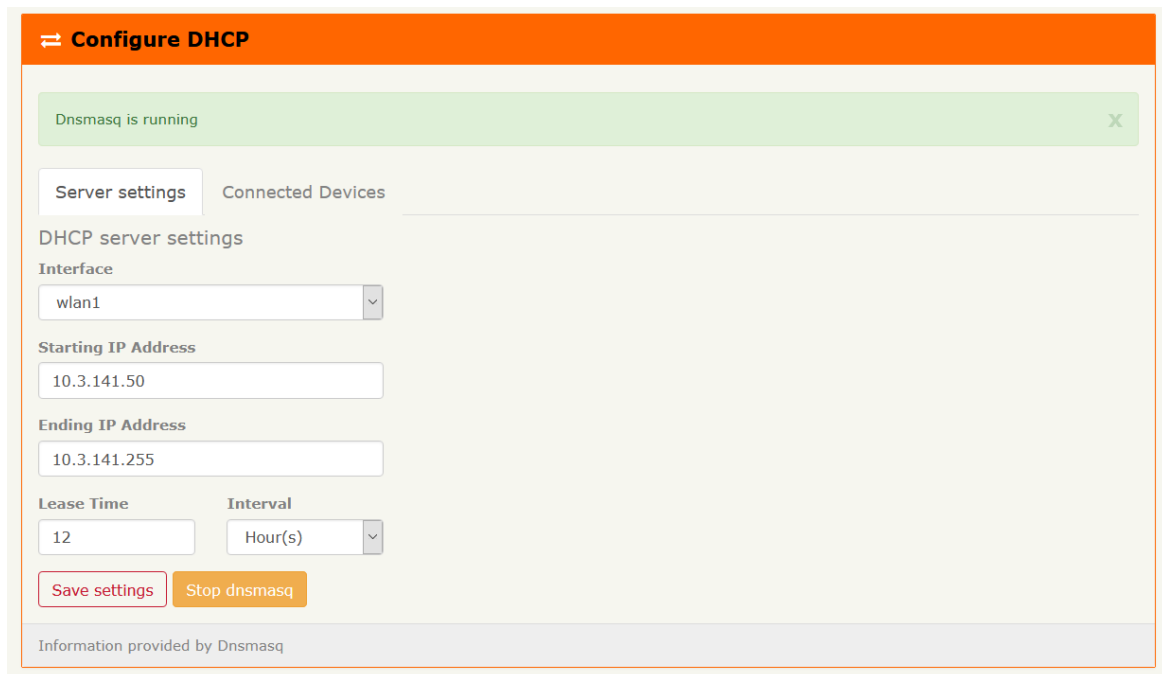 Configure DHCP
Dnsmasq is running x
Server settings Connected Devices
DHCP server settings
Interface
wlan1
Starting IP Address
10.3.141.50
Ending IP Address
10.3.141.255
Lease Time Interval
12 Hour(s)
Save settings Stop dnsmasq
Information provided by Dnsmasq